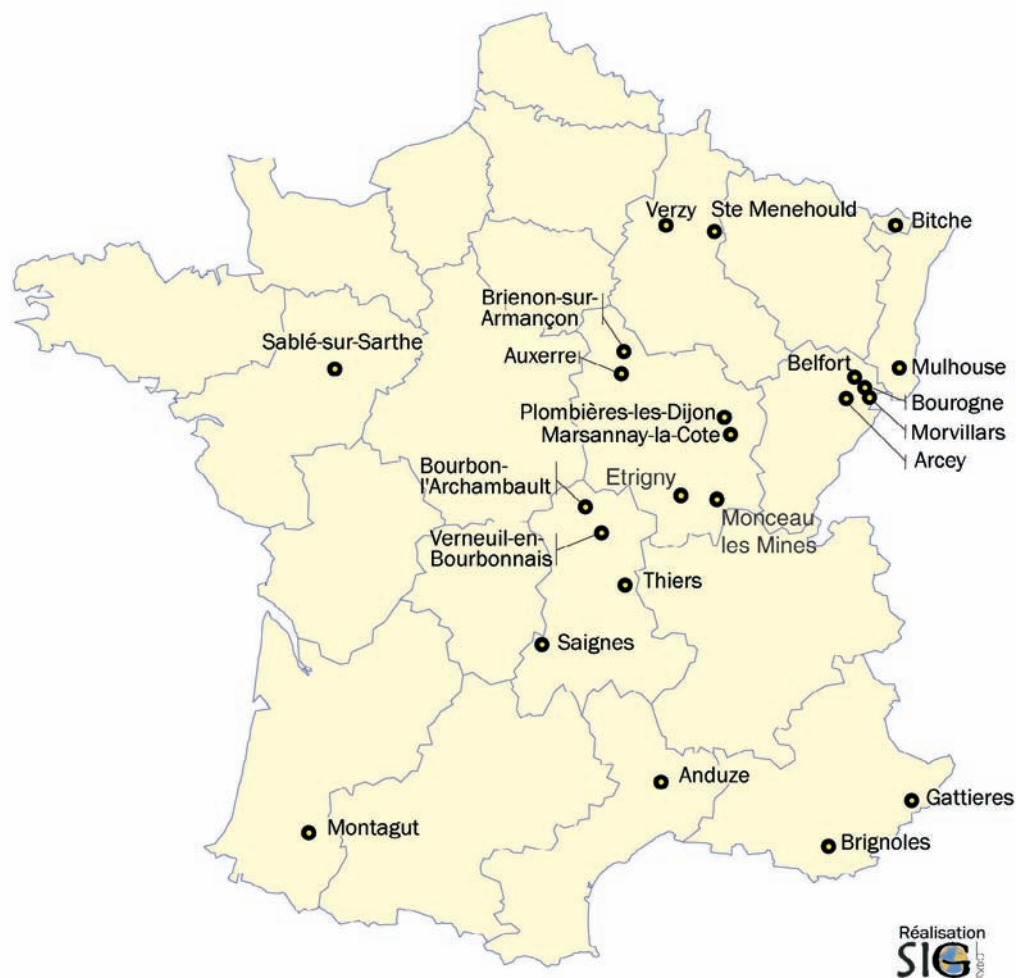 Verzy
Ste Menehould
Bitche
Brienon-sur-
Armançon
Sablé-sur-Sarthe
Auxerre
Belfort
Mulhouse
Bourogne
Plombières-les-Dijon
Morvillars
Marsannay-la-Cote
Arcey
Bourbon-
l'Archambault
Etrigny
Monceau
les Mines
Verneuil-en-
Bourbonnais
Thiers
Saignes
Anduze
Gattieres
Montagut
Brignoles
Réalisation
SIG